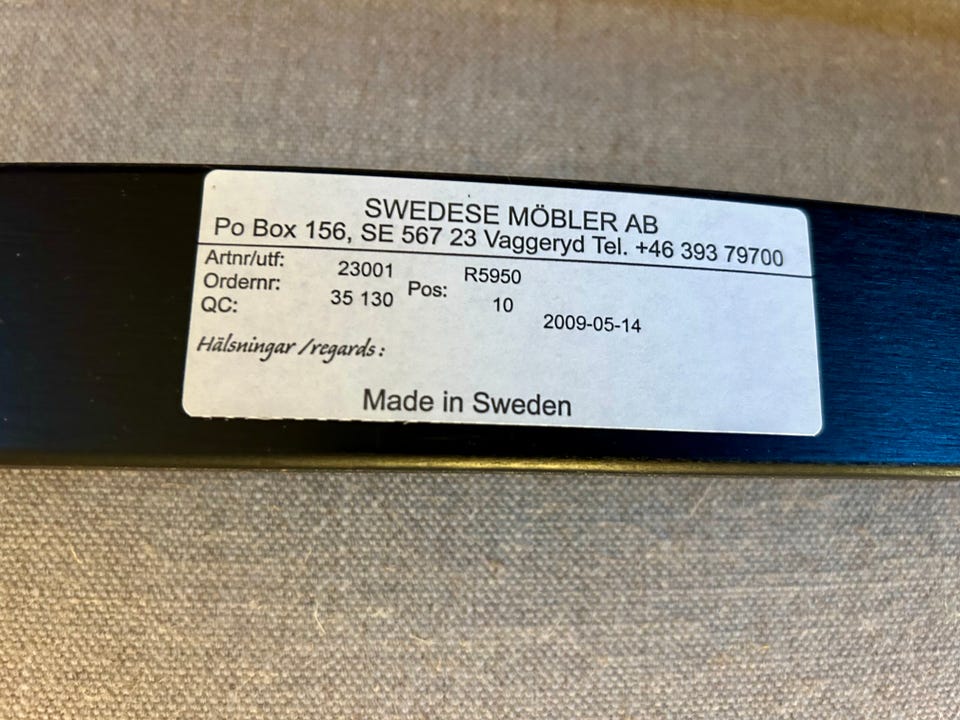 SWEDESE MÖBLER AB
Po Box 156, SE 567 23 Vaggeryd Tel. +46 393 79700
Artnr/utf: 23001 R5950
Ordernr: 35 130 Pos: 10
QC: 2009-05-14
Hälsningar /regards:
Made in Sweden